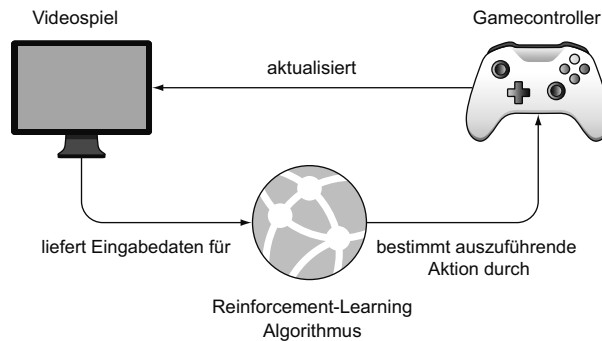 Videospiel
Gamecontroller
aktualisiert
liefert Eingabedaten für
bestimmt auszuführende
Aktion durch
Reinforcement-Learning
Algorithmus